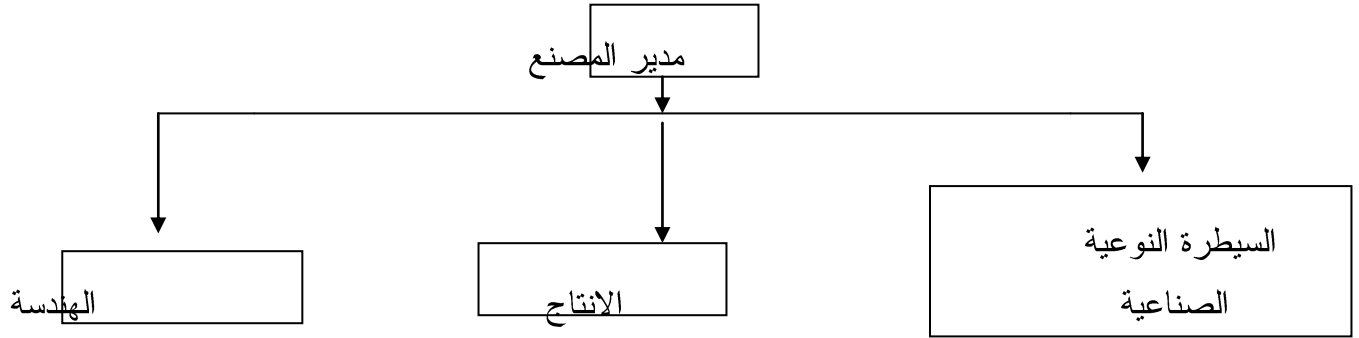 مدير المصنع
السيطرة النوعية
الصناعية
الانتاج
الهندسة